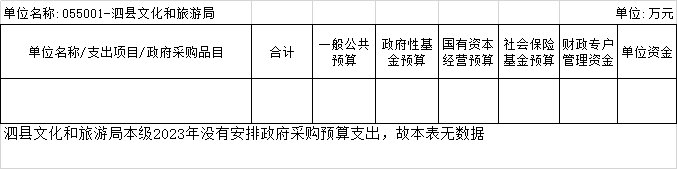 单位名称:055001-泗县文化和旅游局 单位:万元
单位名称/支出项目/政府采购品目 合计 一般公共预算 政府性基金预算 国有资本经营预算 社会保险基金预算 财政专户管理资金 单位资金
泗县文化和旅游局本级2023年没有安排政府采购预算支出，故本表无数据